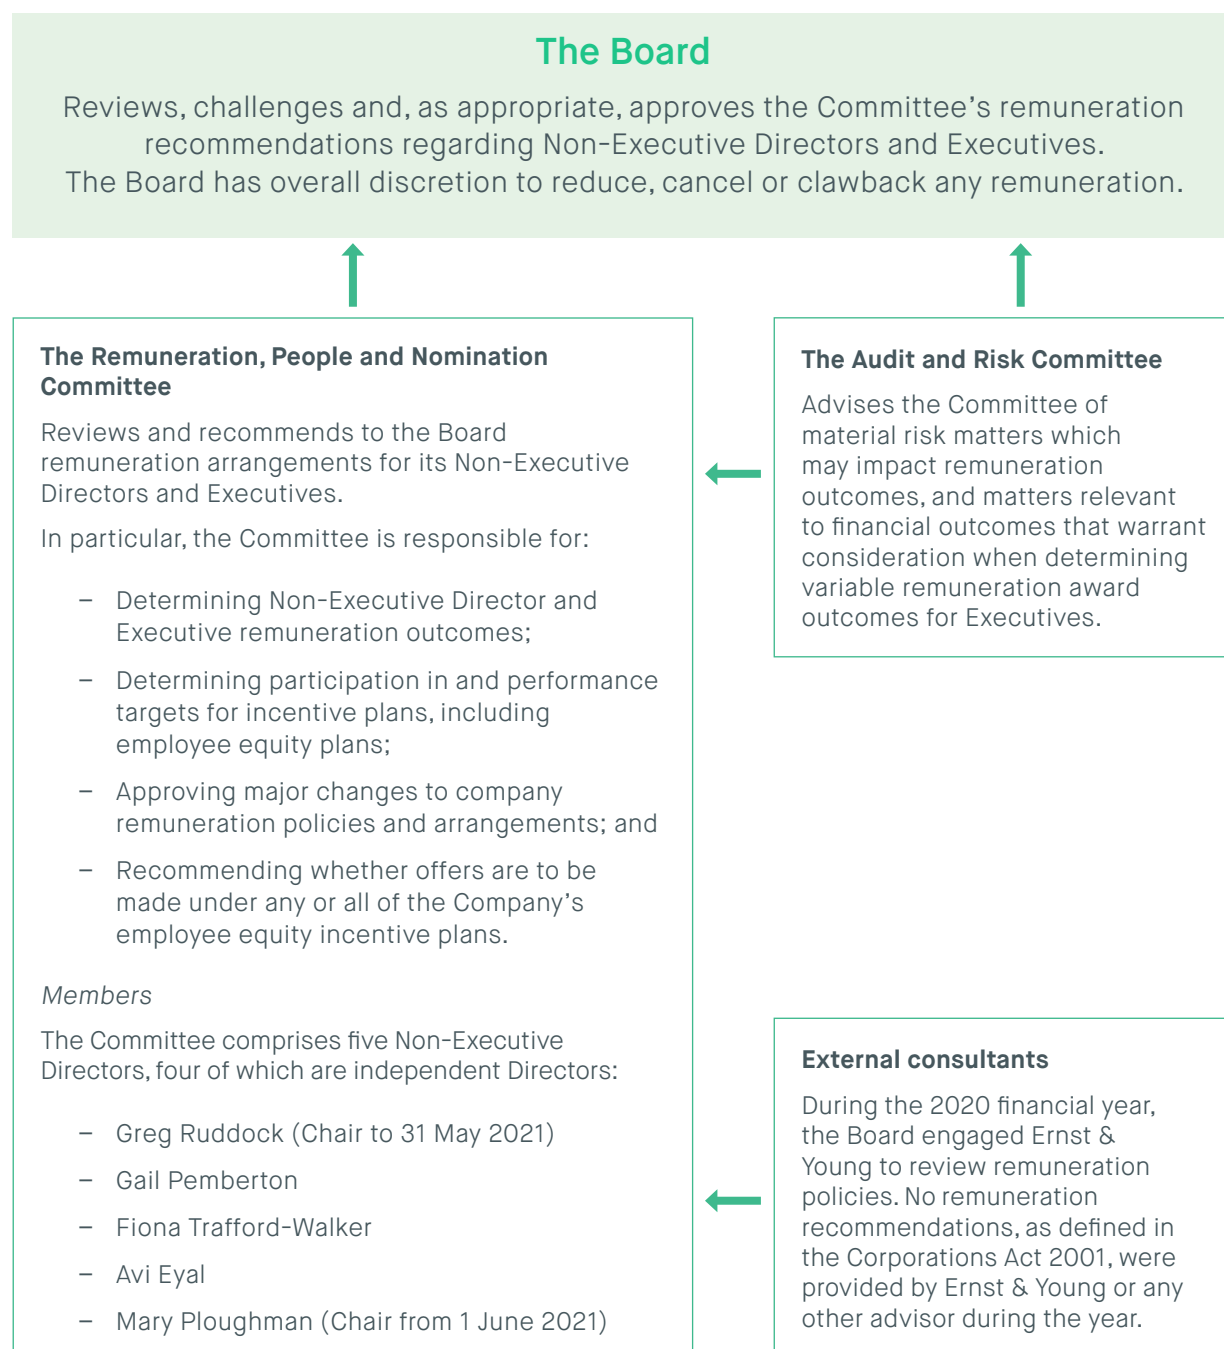 The Board
Reviews, challenges and, as appropriate, approves the Committee's remuneration
recommendations regarding Non-Executive Directors and Executives.
The Board has overall discretion to reduce, cancel or clawback any remuneration.
The Remuneration, People and Nomination
Committee
Reviews and recommends to the Board
remuneration arrangements for its Non-Executive
Directors and Executives.
In particular, the Committee is responsible for:
– Determining Non-Executive Director and
Executive remuneration outcomes;
– Determining participation in and performance
targets for incentive plans, including
employee equity plans;
– Approving major changes to company
remuneration policies and arrangements; and
– Recommending whether offers are to be
made under any or all of the Company's
employee equity incentive plans.
Members
The Committee comprises five Non-Executive
Directors, four of which are independent Directors:
– Greg Ruddock (Chair to 31 May 2021)
– Gail Pemberton
– Fiona Trafford-Walker
– Avi Eyal
– Mary Ploughman (Chair from 1 June 2021)
The Audit and Risk Committee
Advises the Committee of
material risk matters which
may impact remuneration
outcomes, and matters relevant
to financial outcomes that warrant
consideration when determining
variable remuneration award
outcomes for Executives.
External consultants
During the 2020 financial year,
the Board engaged Ernst &
Young to review remuneration
policies. No remuneration
recommendations, as defined in
the Corporations Act 2001, were
provided by Ernst & Young or any
other advisor during the year.